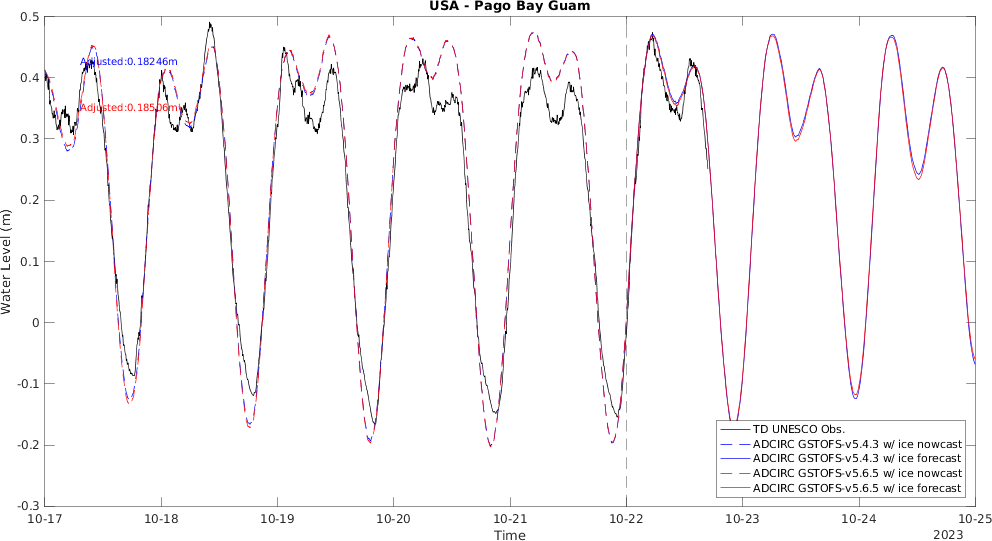 USA - Pago Bay Guam
0.5
0.4
0.3
0.2
0.1
0
-0.1
-0.2
-0.3
Water Level (m)
Adjusted:0.18246m
Adjusted:0.18506m
TD UNESCO Obs.
ADCIRC GSTOFS-v5.4.3 w/ ice nowcast
ADCIRC GSTOFS-v5.4.3 w/ ice forecast
ADCIRC GSTOFS-v5.6.5 w/ ice nowcast
ADCIRC GSTOFS-v5.6.5 w/ ice forecast
10-17 10-18 10-19 10-20 10-21 10-22 10-23 10-24 10-25
Time
2023